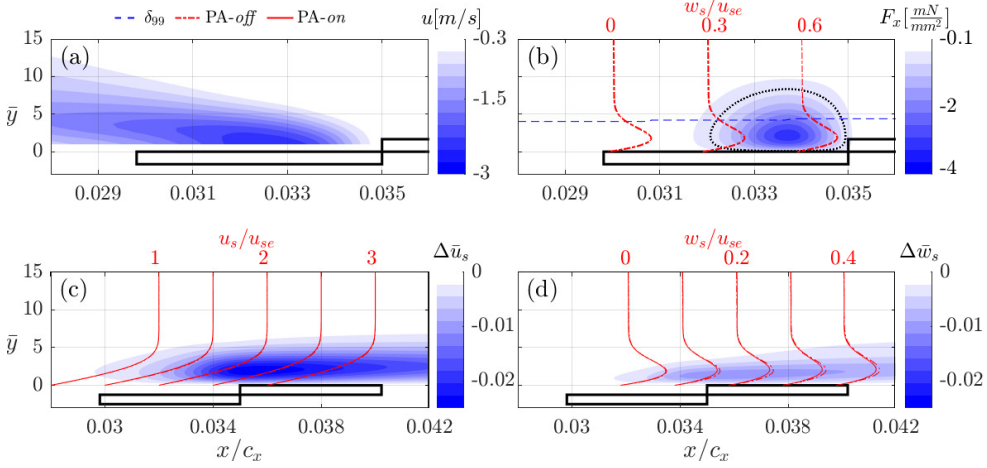 δ₉₉ PA-off PA-on u[m/s] w_s/u_se F_x[mN/mm²]
0 0.3 0.6
15 -0.3 -0.1
(a) (b)
10
-1.5
ȳ 5 -2
0
-3 -4
0.029 0.031 0.033 0.035 0.029 0.031 0.033 0.035
u_s/u_se Δū_s w_s/u_se Δw̄_s
1 2 3 0 0.2 0.4
15 0 0
(c) (d)
10
-0.01 -0.01
ȳ 5
0 -0.02 -0.02
0.03 0.034 0.038 0.042 0.03 0.034 0.038 0.042
x/c_x x/c_x